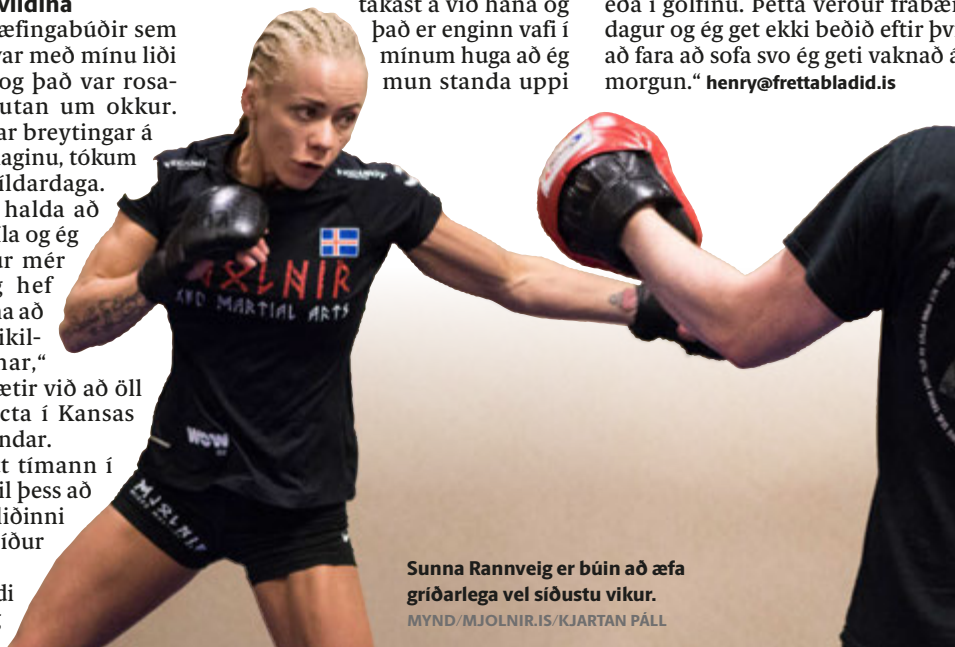 vildina
æfingabúðir sem
var með mínu liði
og það var rosa-
utan um okkur.
ar breytingar á
aginu, tókum
íldardaga.
halda að
la og ég
ur mér
g hef
na að
ikil-
nar,“
ætir við að öll
cta í Kansas
ndar.
tt tímann í
il þess að
liðinni
íður
di
takast á við hana og
það er enginn vafi í
mínum huga að ég
mun standa uppi
eða í golfinu. Þetta verður frábær
dagur og ég get ekki beðið eftir því
að fara að sofa svo ég geti vaknað á
morgun.“ henry@frettabladid.is
MJÖLNIR
MIXED MARTIAL ARTS
WOW
MJÖLNIR
Sunna Rannveig er búin að æfa
gríðarlega vel síðustu vikur.
MYND/MJOLNIR.IS/KJARTAN PÁLL